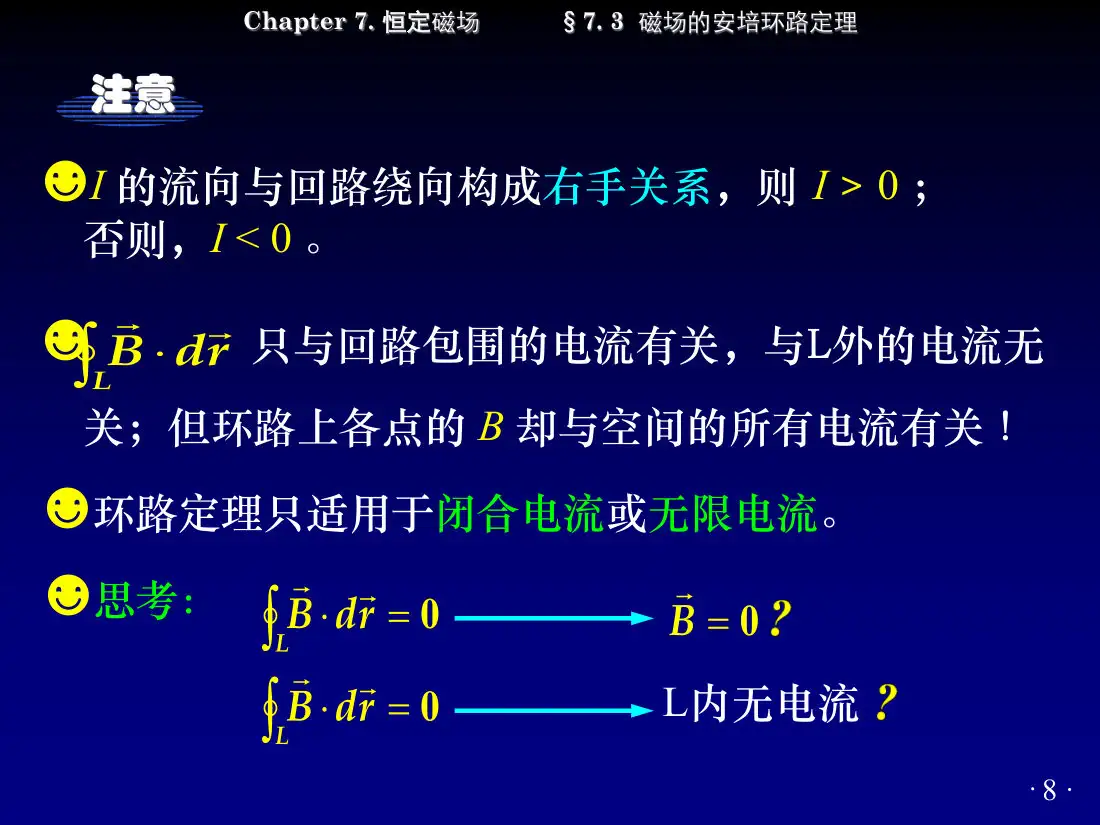 Chapter 7. 恒定磁场 §7. 3 磁场的安培环路定理
注意
I 的流向与回路绕向构成右手关系，则 I > 0 ；
否则，I < 0 。
∮_L B⃗ · dr⃗ 只与回路包围的电流有关，与L外的电流无
关；但环路上各点的 B 却与空间的所有电流有关！
环路定理只适用于闭合电流或无限电流。
思考： ∮_L B⃗ · dr⃗ = 0 B⃗ = 0 ?
∮_L B⃗ · dr⃗ = 0 L内无电流 ?
· 8 ·